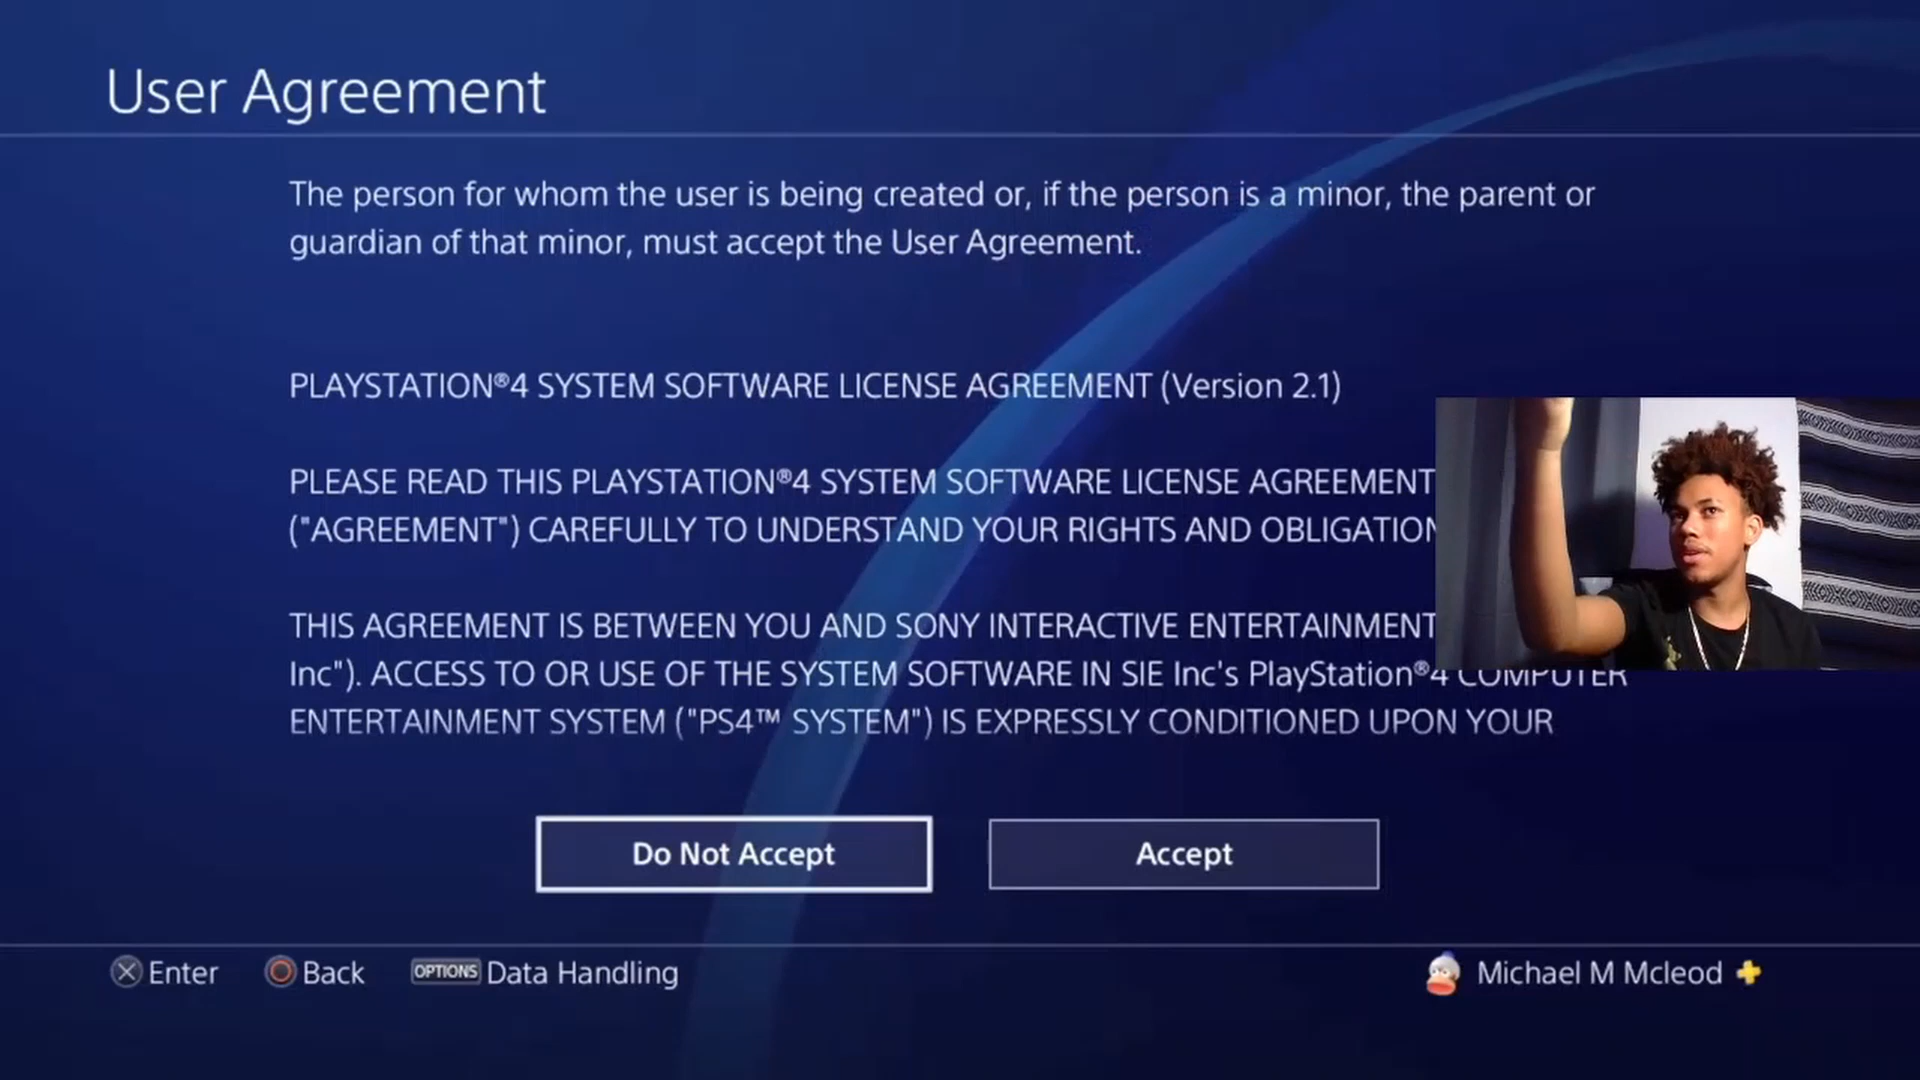 User Agreement
The person for whom the user is being created or, if the person is a minor, the parent or
guardian of that minor, must accept the User Agreement.
PLAYSTATION®4 SYSTEM SOFTWARE LICENSE AGREEMENT (Version 2.1)
PLEASE READ THIS PLAYSTATION®4 SYSTEM SOFTWARE LICENSE AGREEMENT
("AGREEMENT") CAREFULLY TO UNDERSTAND YOUR RIGHTS AND OBLIGATION
THIS AGREEMENT IS BETWEEN YOU AND SONY INTERACTIVE ENTERTAINMENT
Inc"). ACCESS TO OR USE OF THE SYSTEM SOFTWARE IN SIE Inc's PlayStation®4 COMPUTER
ENTERTAINMENT SYSTEM ("PS4™ SYSTEM") IS EXPRESSLY CONDITIONED UPON YOUR
Do Not Accept
Accept
Enter
Back
OPTIONS Data Handling
Michael M Mcleod